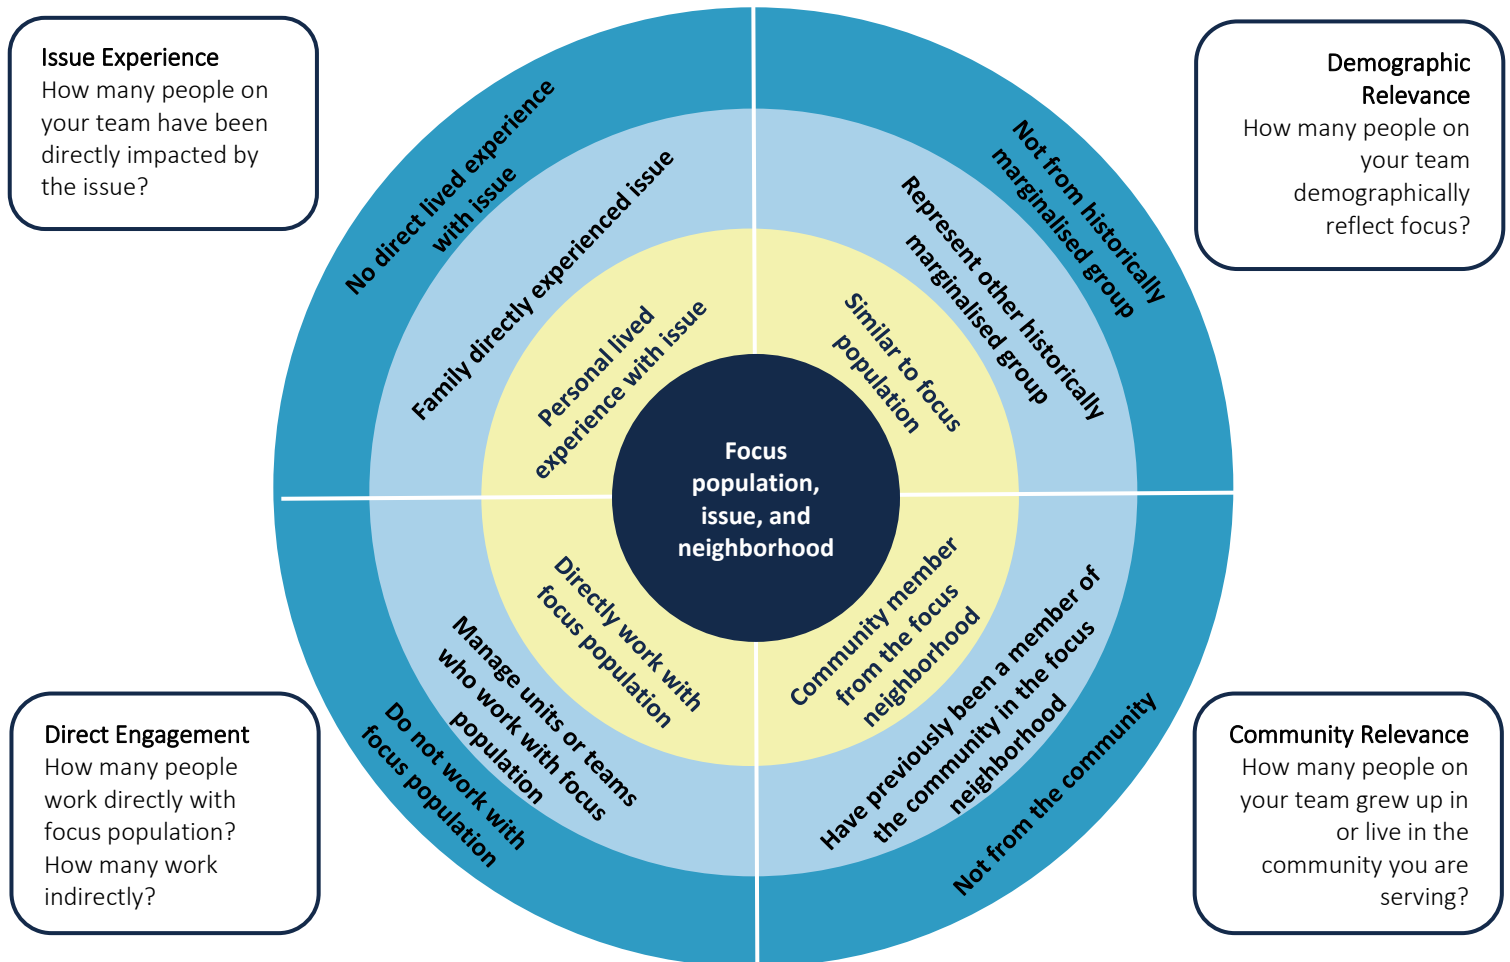 Issue Experience
How many people on
your team have been
directly impacted by
the issue?
Demographic
Relevance
How many people on
your team
demographically
reflect focus?
No direct lived experience
with issue
Family directly experienced issue
Personal lived
experience with issue
Not from historically
marginalised group
Represent other historically
marginalised group
Similar to focus
population
Focus
population,
issue, and
neighborhood
Directly work with
focus population
Manage units or teams
who work with focus
population
Do not work with
focus population
Community member
from the focus
neighborhood
Have previously been a member of
the community in the focus
neighborhood
Not from the community
Direct Engagement
How many people
work directly with
focus population?
How many work
indirectly?
Community Relevance
How many people on
your team grew up in
or live in the
community you are
serving?